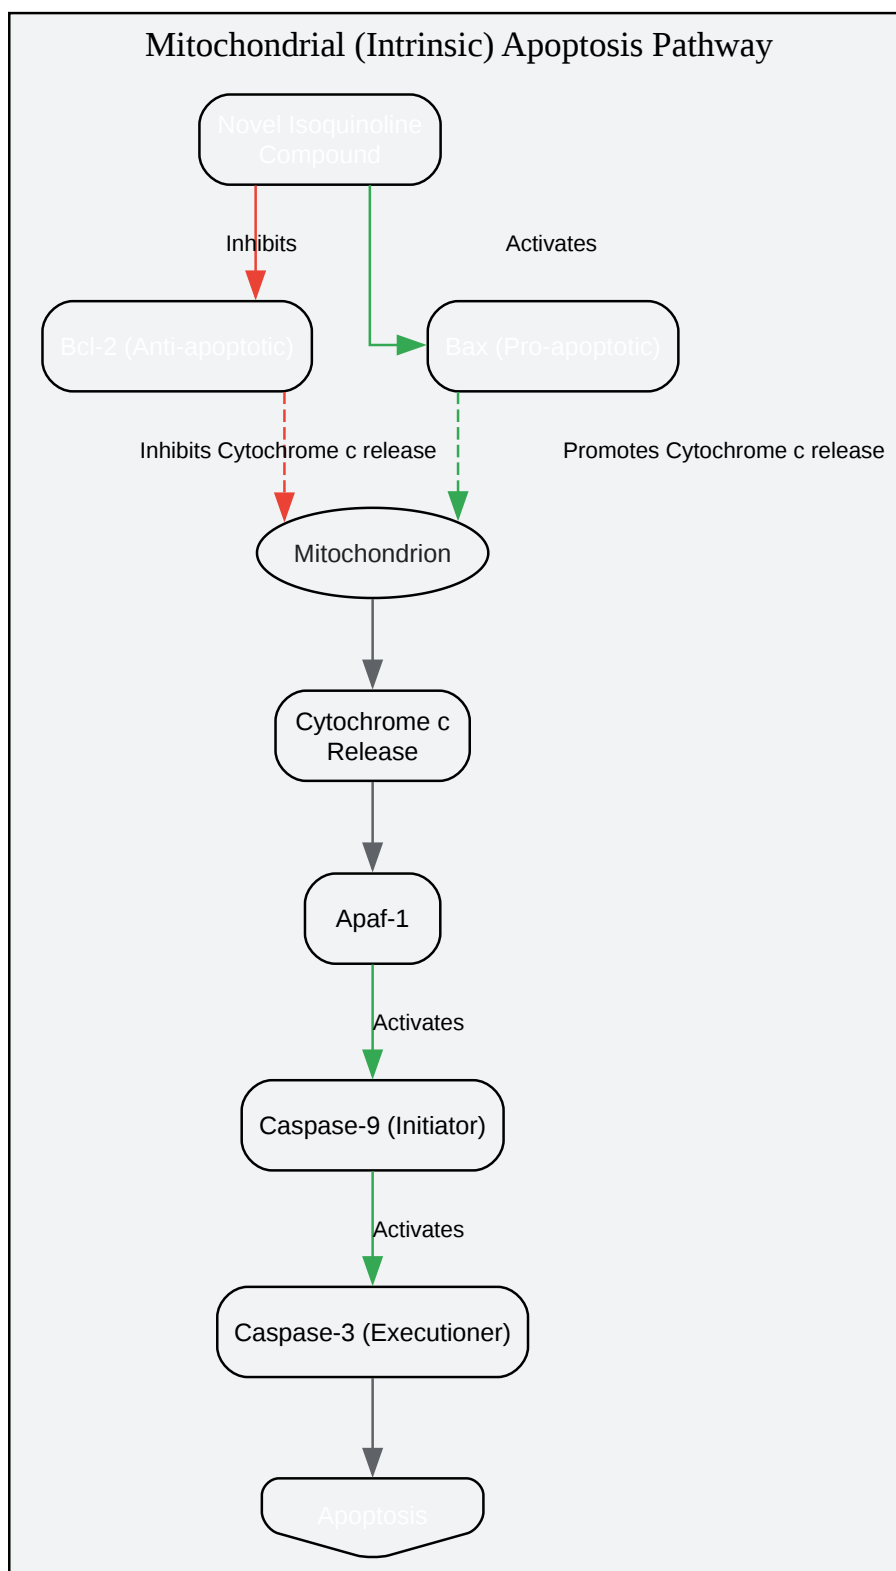 Mitochondrial (Intrinsic) Apoptosis Pathway
Novel Isoquinoline
Compound
Inhibits
Activates
Bcl-2 (Anti-apoptotic)
Bax (Pro-apoptotic)
Inhibits Cytochrome c release
Promotes Cytochrome c release
Mitochondrion
Cytochrome c
Release
Apaf-1
Activates
Caspase-9 (Initiator)
Activates
Caspase-3 (Executioner)
Apoptosis